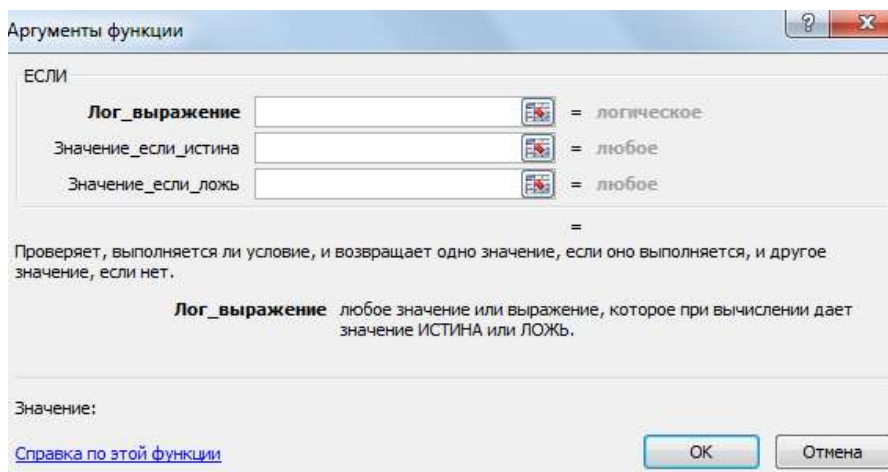 Аргументы функции
ЕСЛИ
Лог_выражение = логическое
Значение_если_истина = любое
Значение_если_ложь = любое
=
Проверяет, выполняется ли условие, и возвращает одно значение, если оно выполняется, и другое
значение, если нет.
Лог_выражение любое значение или выражение, которое при вычислении дает
значение ИСТИНА или ЛОЖЬ.
Значение:
Справка по этой функции
ОК
Отмена